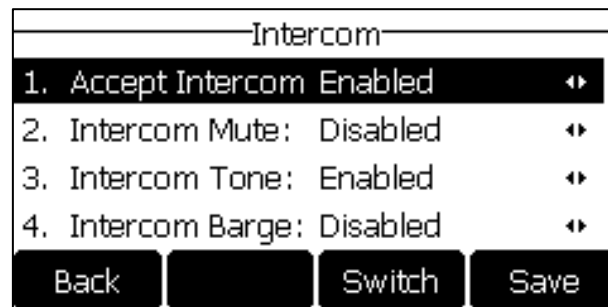 Intercom
1. Accept Intercom Enabled
2. Intercom Mute: Disabled
3. Intercom Tone: Enabled
4. Intercom Barge: Disabled
Back Switch Save